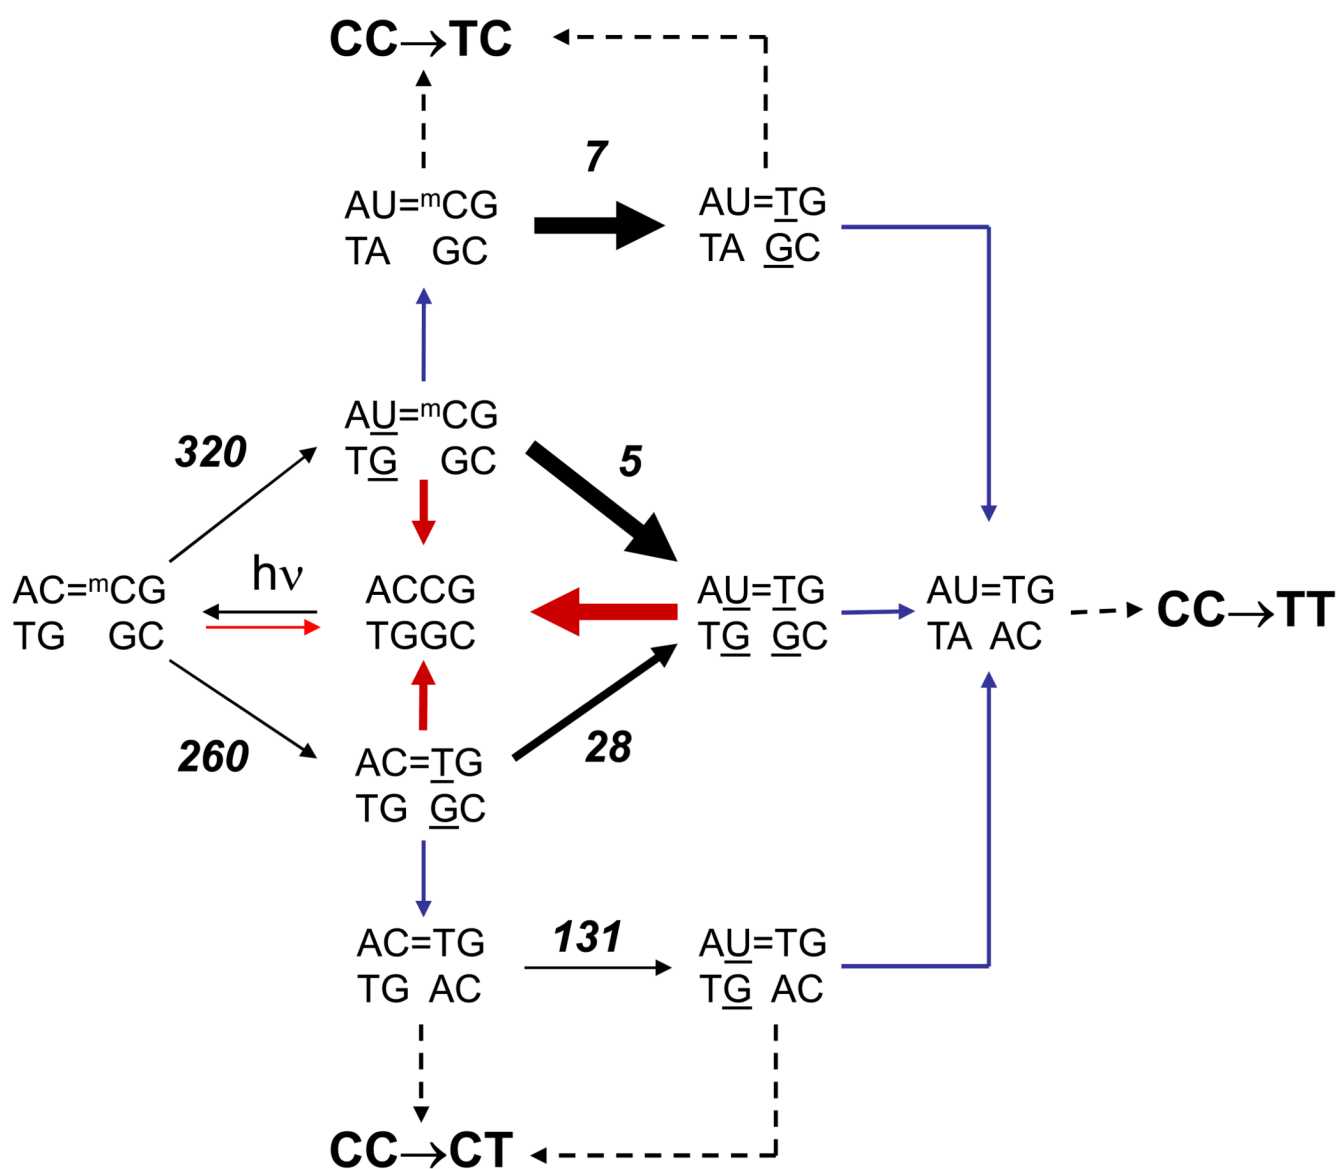 CC→TC
7
AU=ᵐCG
TA GC
AU=TG
TA GC
AU=ᵐCG
TG GC
320
5
AC=ᵐCG
TG GC
hν
ACCG
TGGC
AU=TG
TG GC
AU=TG
TA AC
CC→TT
260
28
AC=TG
TG GC
AC=TG
TG AC
131
AU=TG
TG AC
CC→CT